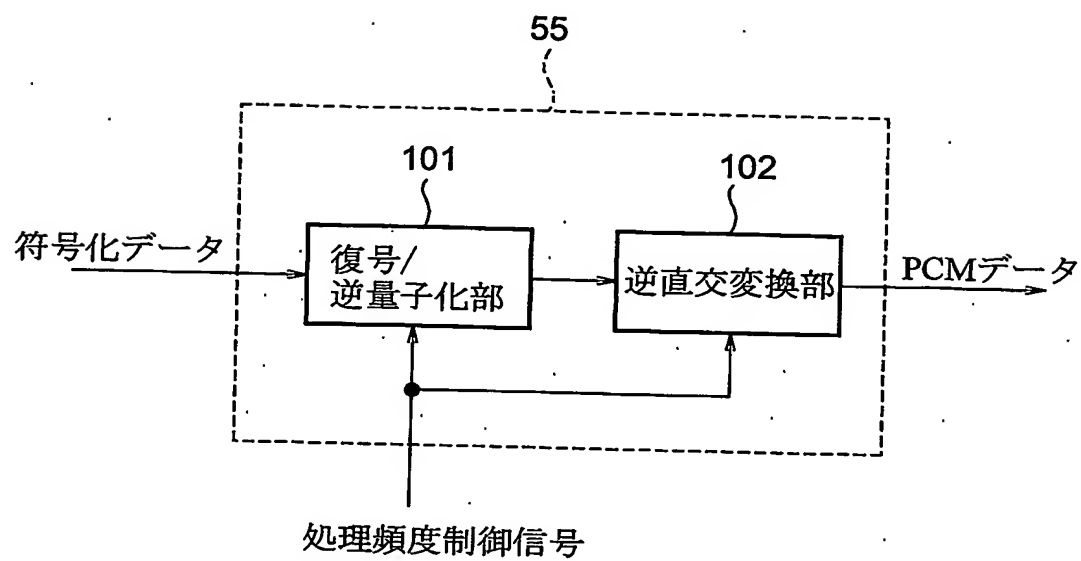 55
101
102
符号化データ
復号/
逆量子化部
逆直交変換部
PCMデータ
処理頻度制御信号